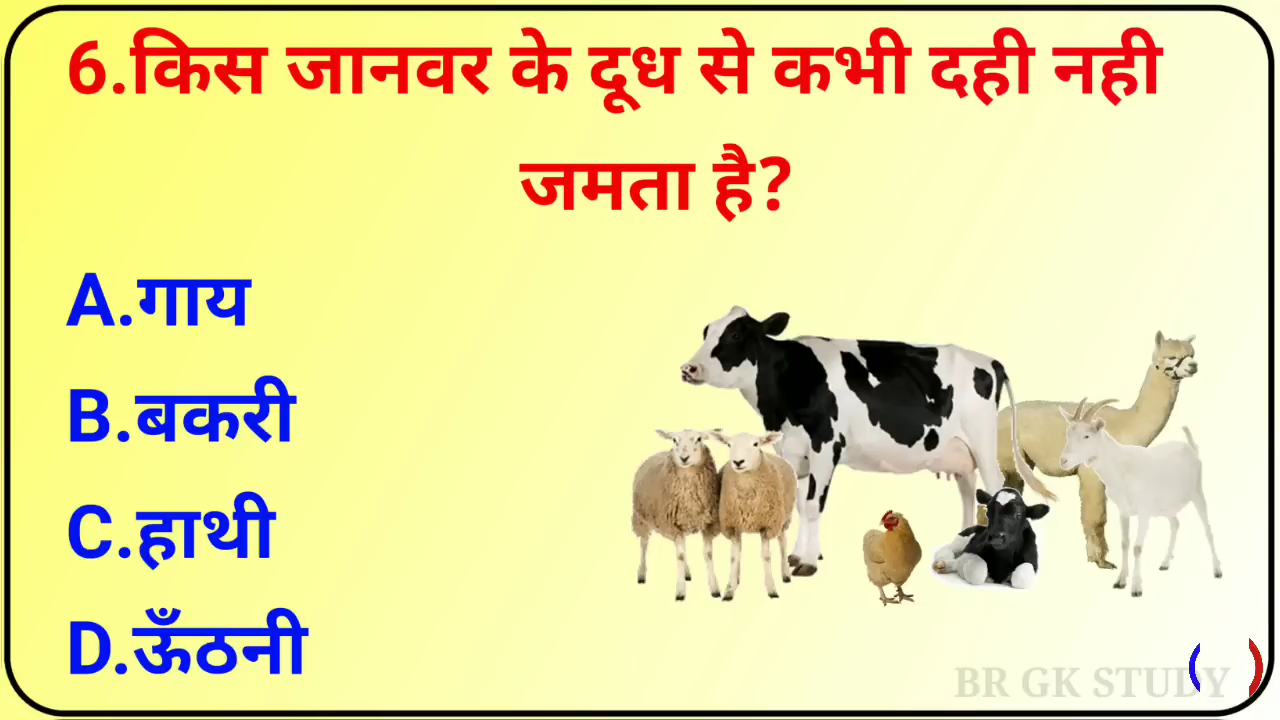 6.किस जानवर के दूध से कभी दही नही
जमता है?
A.गाय
B.बकरी
C.हाथी
D.ऊँठनी
BR GK STUDY